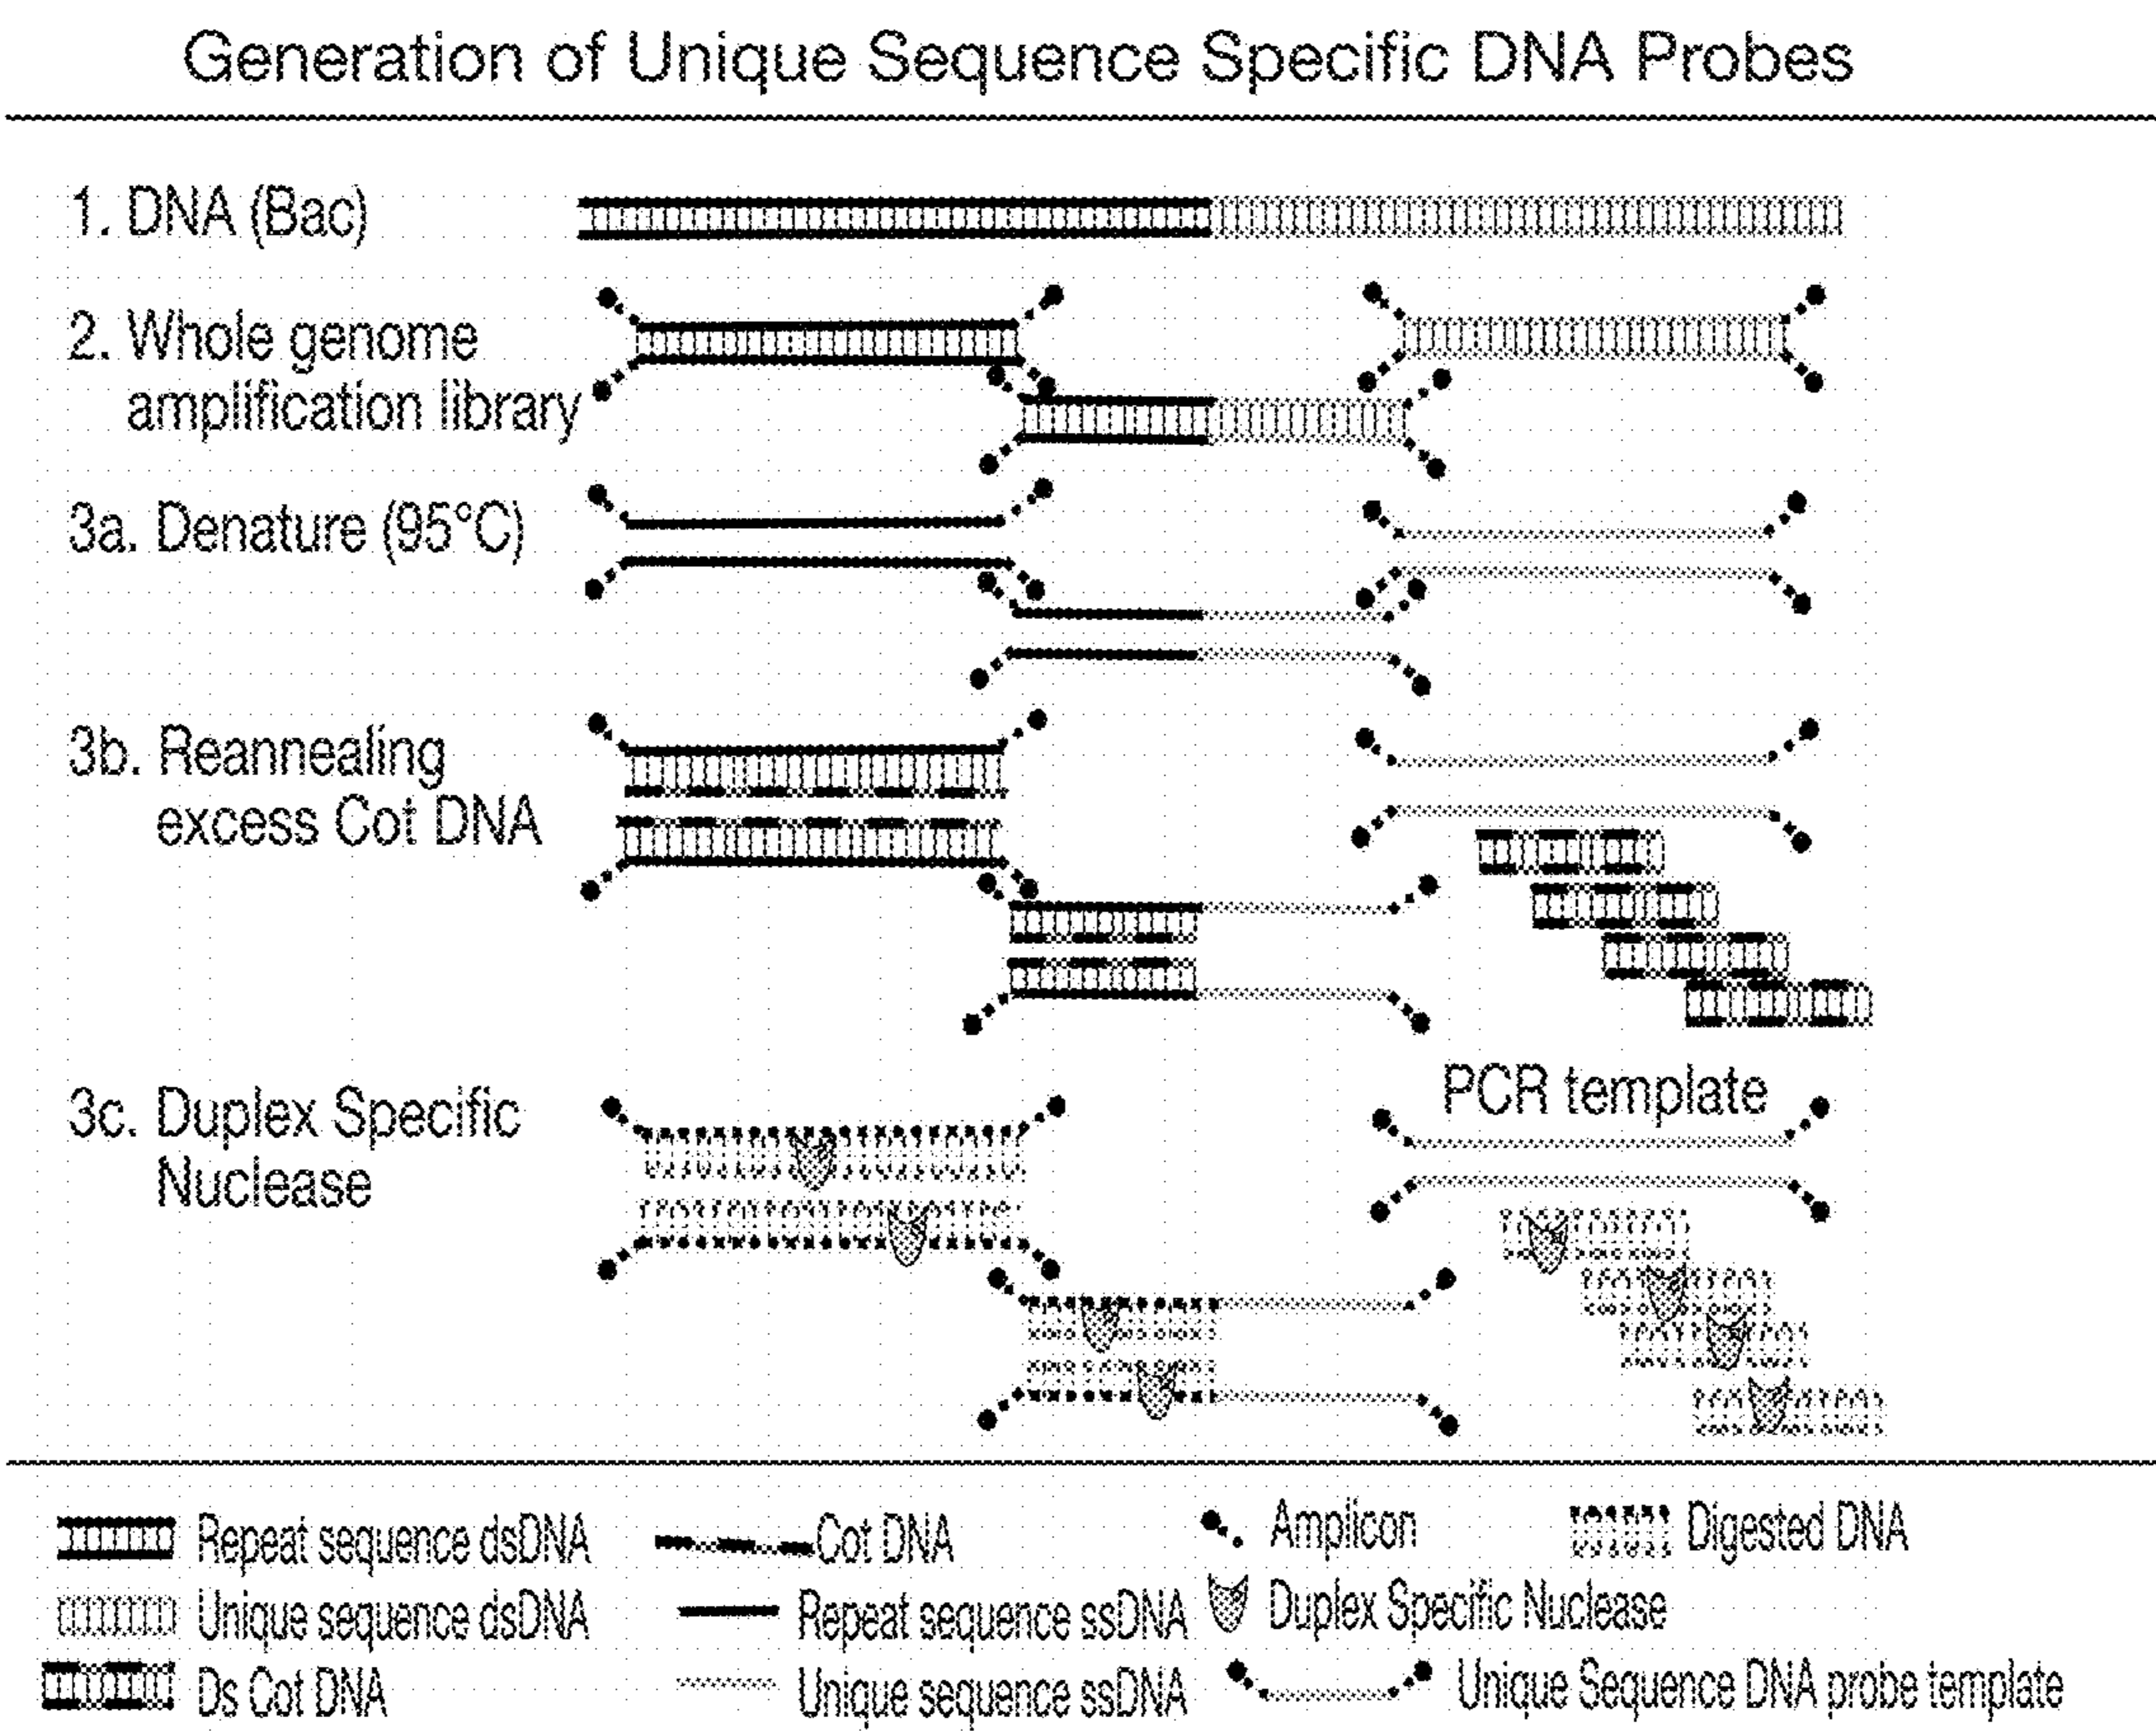 Generation of Unique Sequence Specific DNA Probes
1. DNA (Bac)
2. Whole genome
amplification library
3a. Denature (95°C)
3b. Reannealing
excess Cot DNA
3c. Duplex Specific
Nuclease
PCR template
Repeat sequence dsDNA
Cot DNA
Amplicon
Digested DNA
Unique sequence dsDNA
Repeat sequence ssDNA
Duplex Specific Nuclease
Ds Cot DNA
Unique sequence ssDNA
Unique Sequence DNA probe template